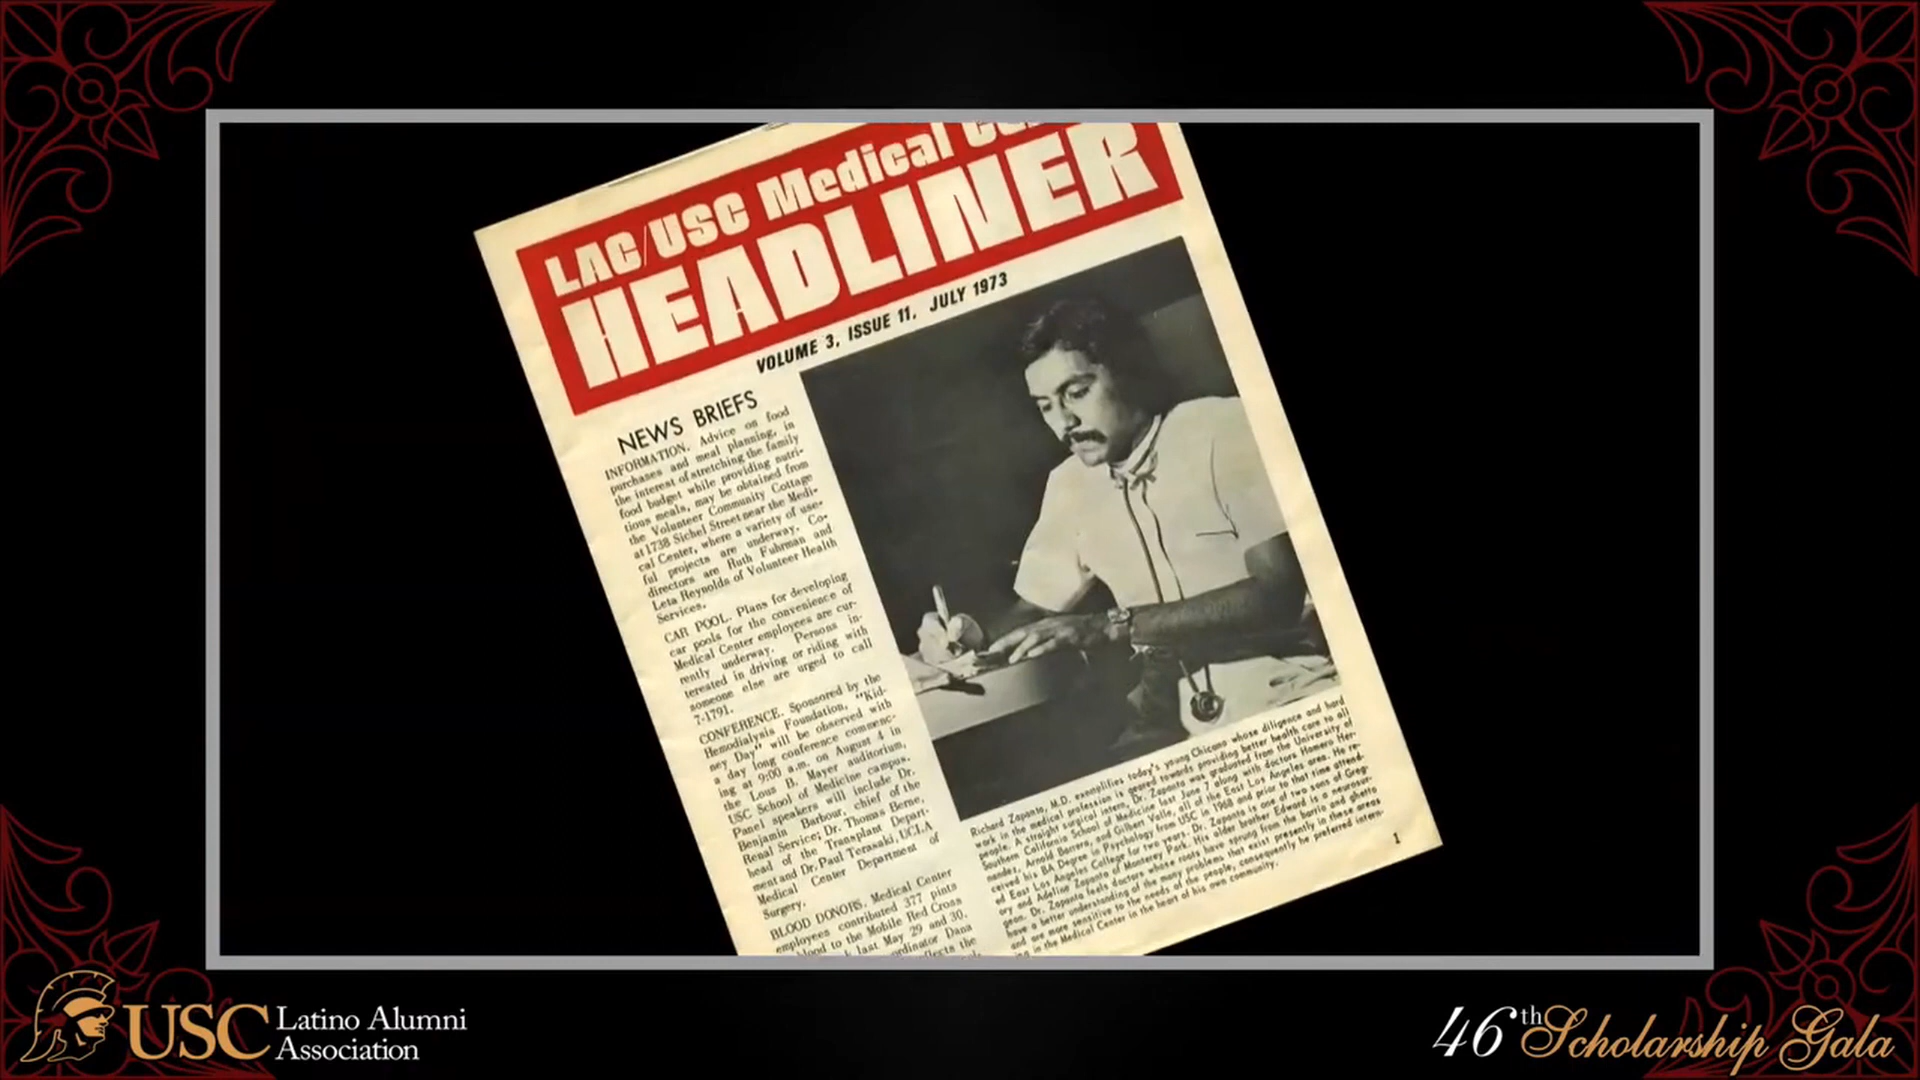 LAC/USC Medical
HEADLINER
VOLUME 3, ISSUE 11, JULY 1973
NEWS BRIEFS
INFORMATION. Advice on food
purchases and meal planning, in
the interest of stretching the family
food budget while providing nutri-
tious meals, may be obtained from
the Volunteer Community Cottage
at 1738 Sichel Street near the Medi-
cal Center, where a variety of use-
ful projects are underway. Co-
directors are Ruth Fuhrman and
Leta Reynolds of Volunteer Health
Services.
CAR POOL. Plans for developing
car pools for the convenience of
Medical Center employees are cur-
rently underway. Persons in-
terested in driving or riding with
someone else are urged to call
7-1791.
CONFERENCE. Sponsored by the
Hemodialysis Foundation, "Kid-
ney Day" will be observed with
a day long conference commenc-
ing at 9:00 a.m. on August 4 in
the Lous B. Mayer auditorium,
USC School of Medicine campus.
Panel speakers will include Dr.
Benjamin Barbour, chief of the
Renal Service; Dr. Thomas Berne,
head of the Transplant Depart-
ment and Dr. Paul Terasaki, UCLA
Medical Center Department of
Surgery.
BLOOD DONORS. Medical Center
employees contributed 377 pints
blood to the Mobile Red Cross
last May 29 and 30.
ordinator Dana
the
Richard Zapanta, M.D. exemplifies today's young Chicano whose diligence and hard
work in the medical profession is geared towards providing better health care to all
people. A straight surgical intern, Dr. Zapanta was graduated from the University of
Southern California School of Medicine last June 7 along with doctors Homero Her-
nandez, Arnold Barrera, and Gilbert Valle, all of the East Los Angeles area. He re-
ceived his BA Degree in Psychology from USC in 1968 and prior to that time attend-
ed East Los Angeles College for two years. Dr. Zapanta is one of two sons of Greg-
ory and Adeline Zapanta of Monterey Park. His older brother Edward is a neurosur-
geon. Dr. Zapanta feels doctors whose roots have sprung from the barrio and ghetto
have a better understanding of the many problems that exist presently in these areas
and are more sensitive to the needs of the people, consequently he preferred intern-
ing in the Medical Center in the heart of his own community.
1
USC Latino Alumni
Association
46th Scholarship Gala